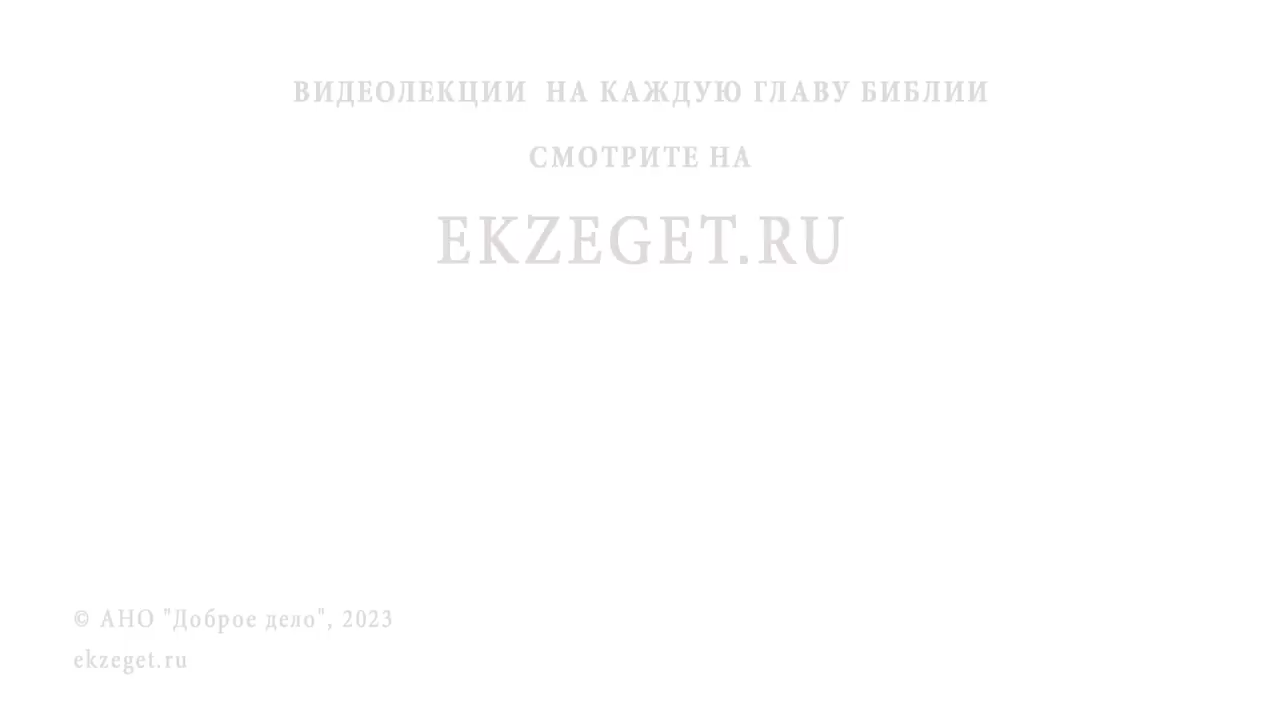 ВИДЕОЛЕКЦИИ НА КАЖДУЮ ГЛАВУ БИБЛИИ
СМОТРИТЕ НА
EKZEGET.RU
© АНО "Доброе дело", 2023
ekzeget.ru